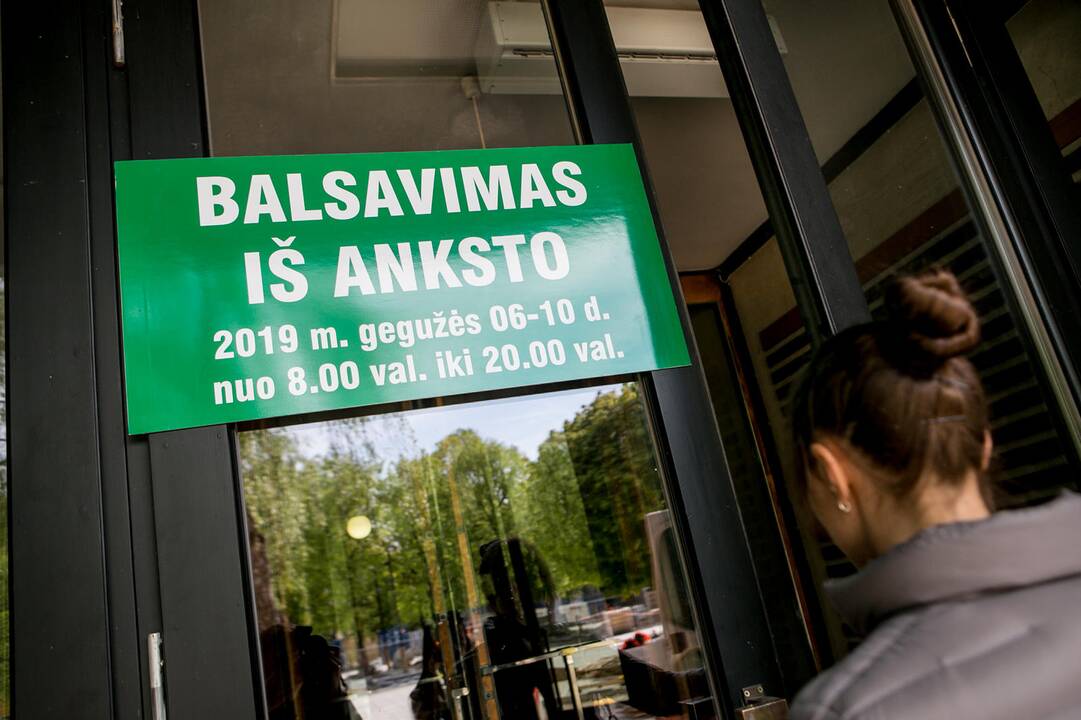 BALSAVIMAS
IŠ ANKSTO
2019 m. gegužės 06-10 d.
nuo 8.00 val. iki 20.00 val.